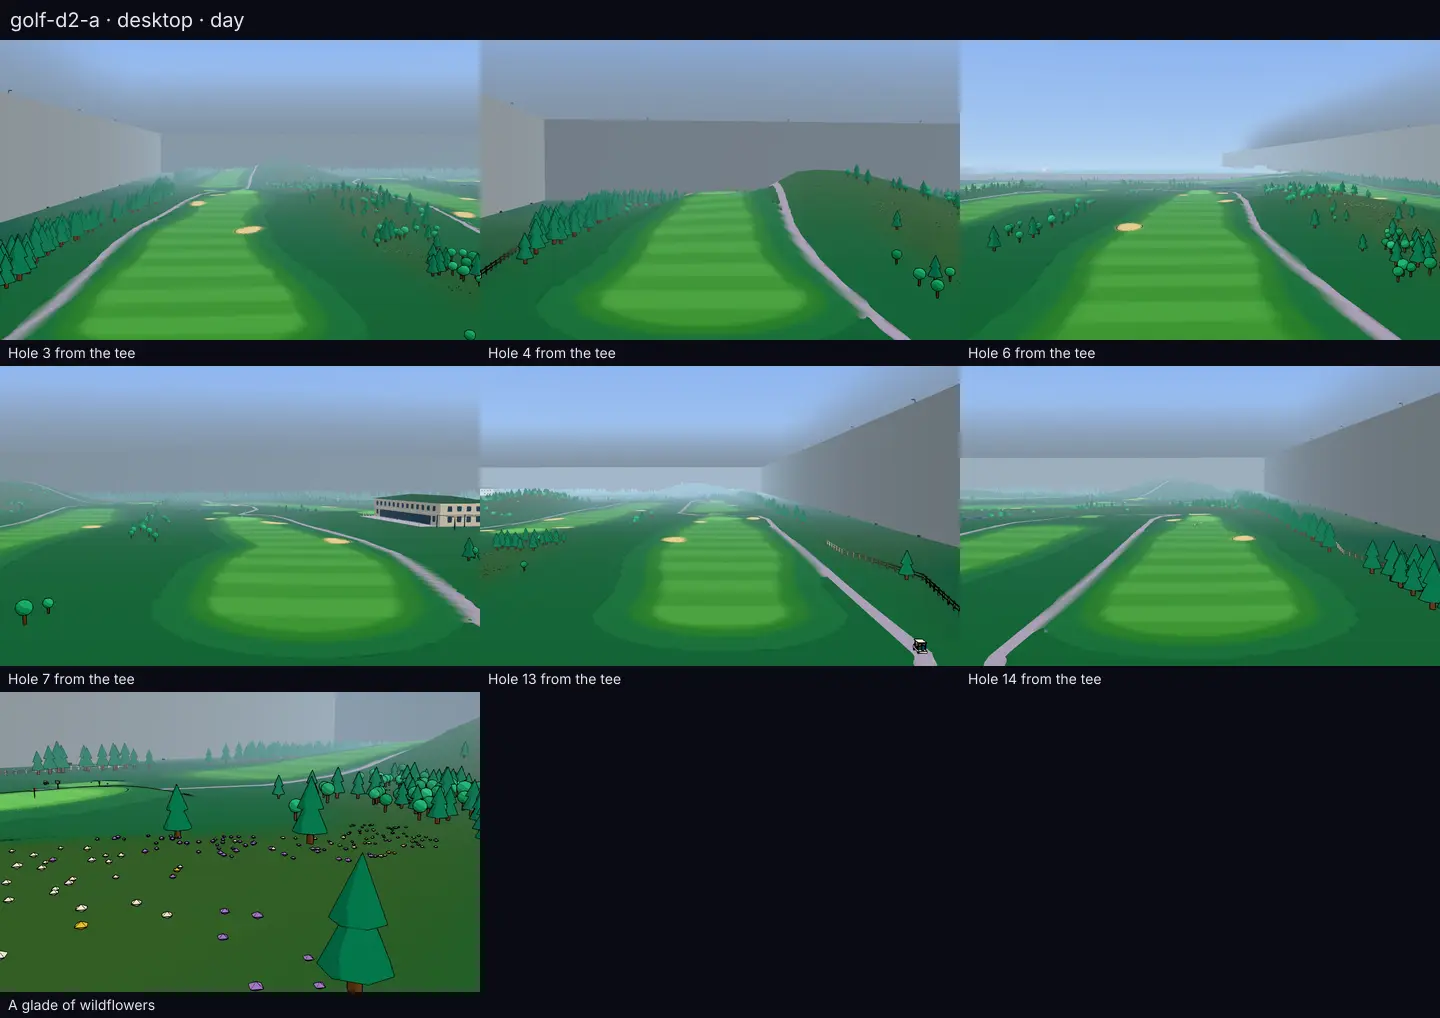 golf-d2-a · desktop · day
Hole 3 from the tee
Hole 4 from the tee
Hole 6 from the tee
Hole 7 from the tee
Hole 13 from the tee
Hole 14 from the tee
A glade of wildflowers